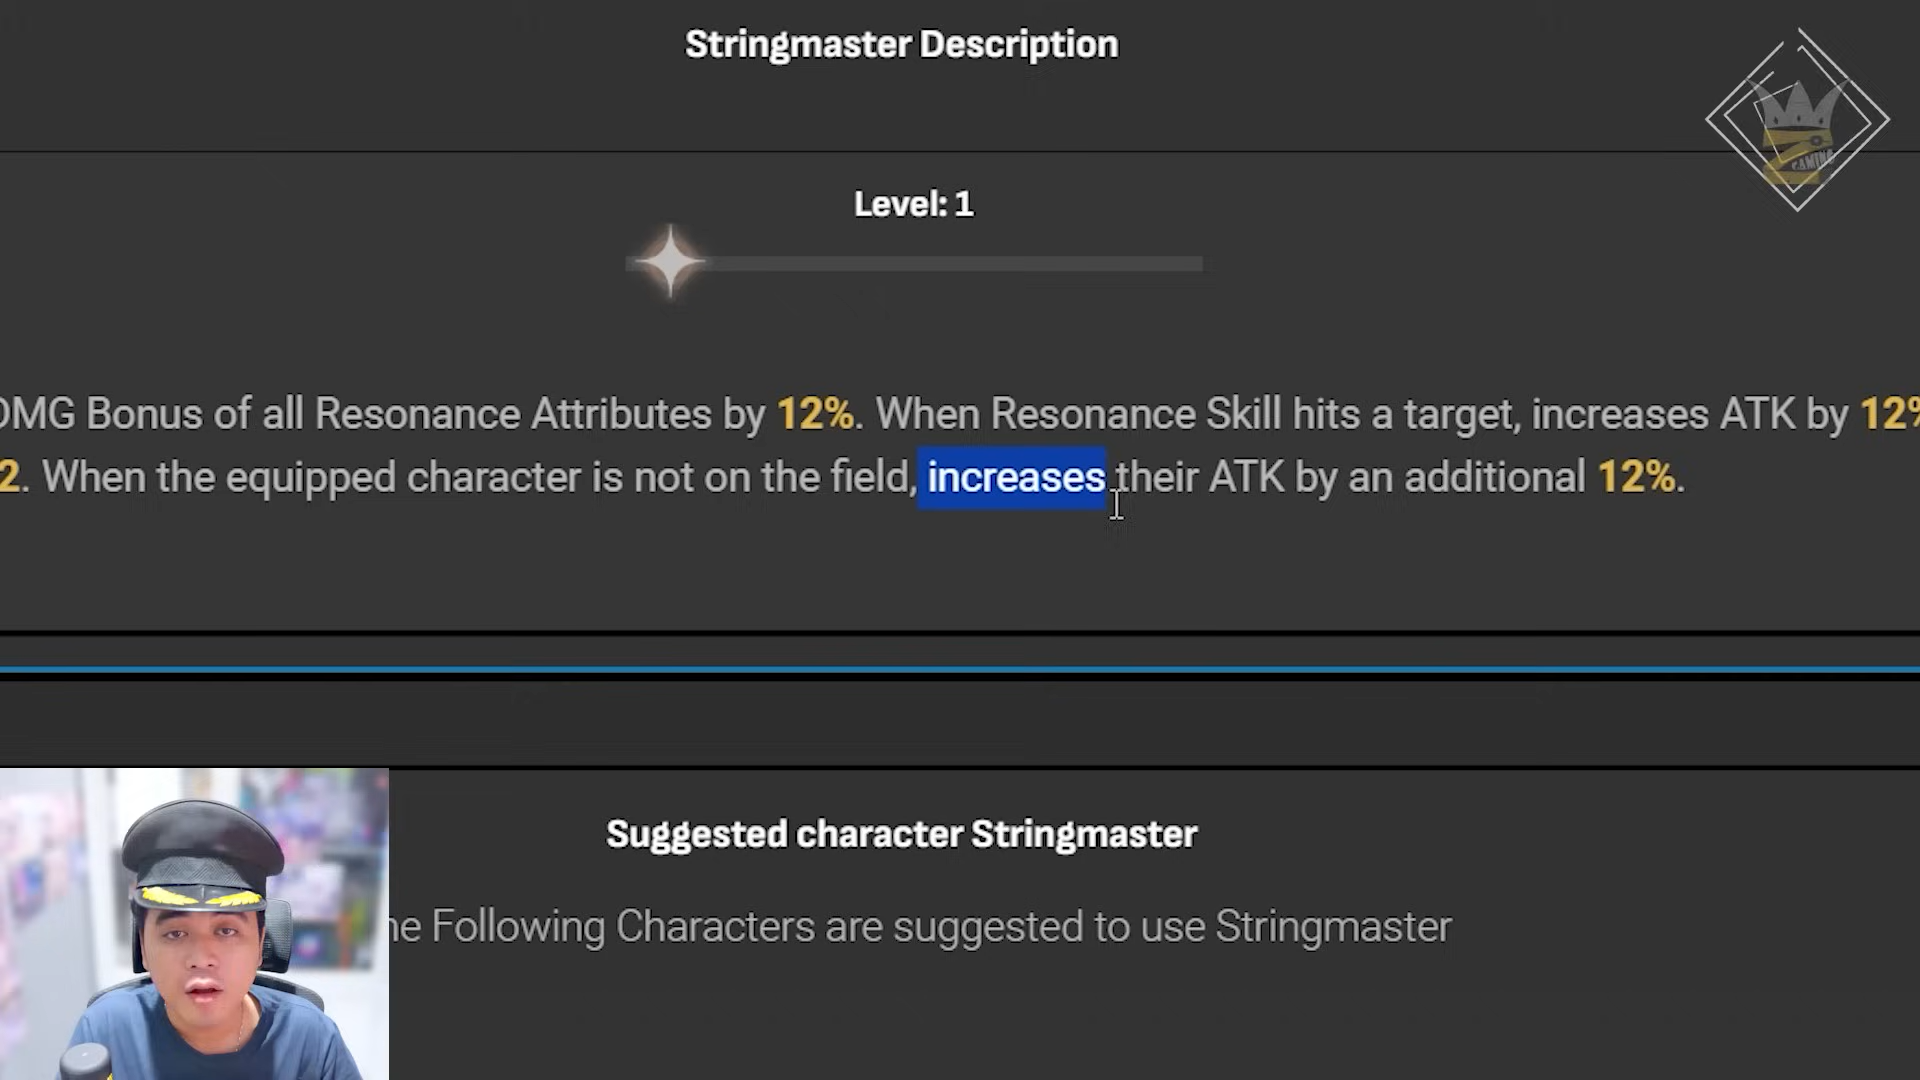 Stringmaster Description
GAMING
Level: 1
DMG Bonus of all Resonance Attributes by 12%. When Resonance Skill hits a target, increases ATK by 12%
2. When the equipped character is not on the field, increases their ATK by an additional 12%.
Suggested character Stringmaster
he Following Characters are suggested to use Stringmaster